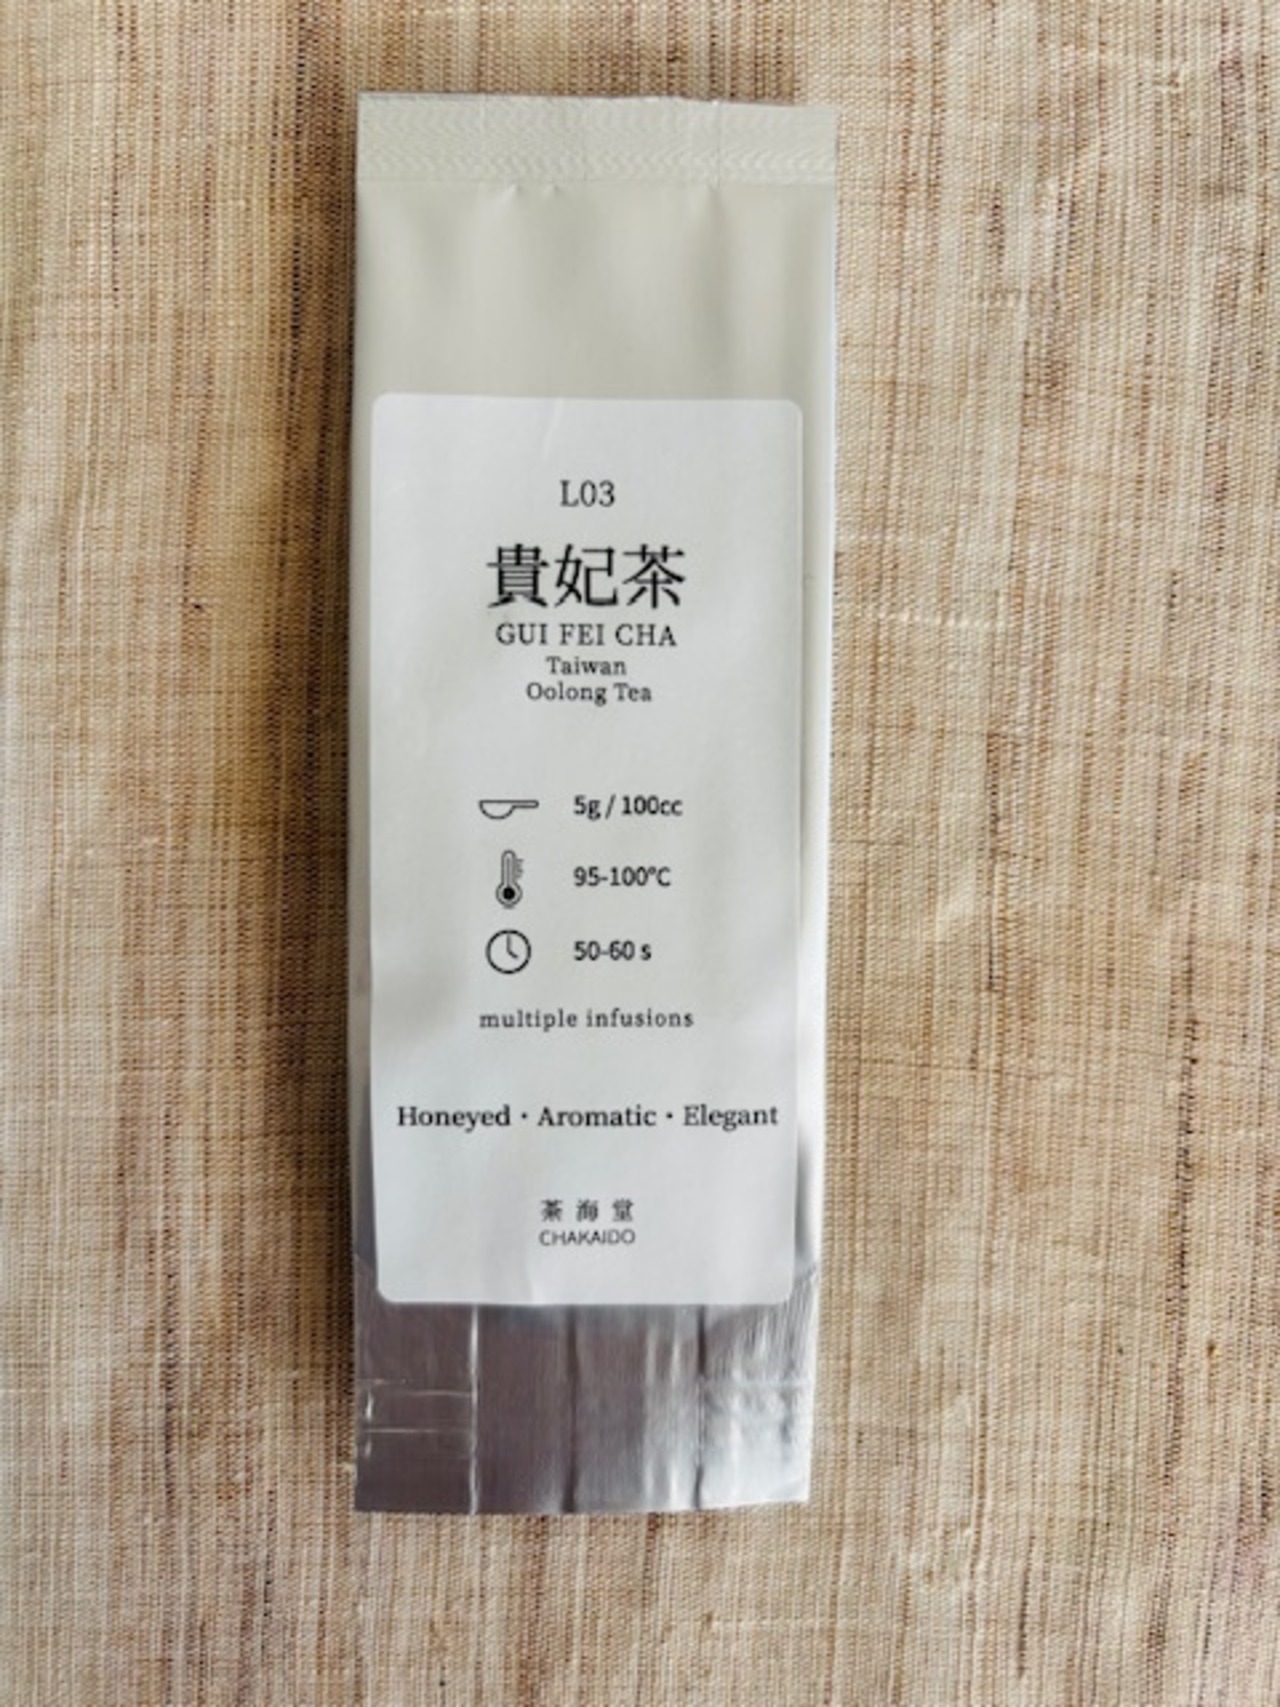 L03
貴妃茶
GUI FEI CHA
Taiwan
Oolong Tea
5g / 100cc
95-100°C
50-60 s
multiple infusions
Honeyed · Aromatic · Elegant
茶海堂
CHAKAIDO